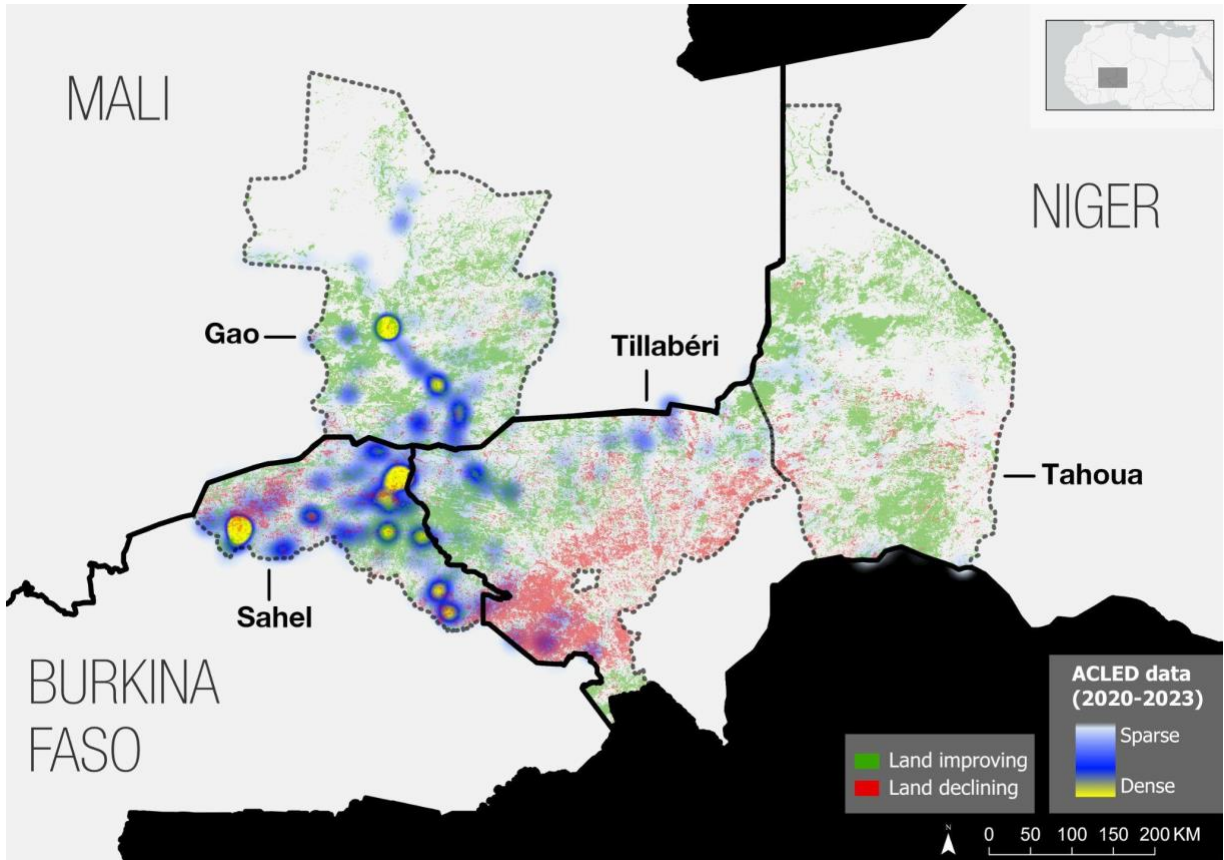 MALI
NIGER
Gao
Tillabéri
Tahoua
Sahel
BURKINA
FASO
ACLED data
(2020-2023)
Sparse
Dense
Land improving
Land declining
N
0 50 100 150 200 KM